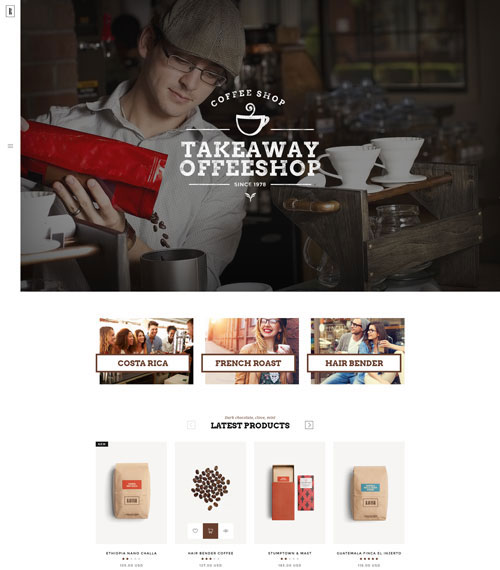 COFFEE SHOP
TAKEAWAY
OFFEESHOP
SINCE 1978
COSTA RICA
FRENCH ROAST
HAIR BENDER
Dark chocolate, clove, mint
LATEST PRODUCTS
NEW
ETHIOPIA NANO CHALLA
HAIR BENDER COFFEE
STUMPTOWN & MAST
GUATEMALA FINCA EL INJERTO